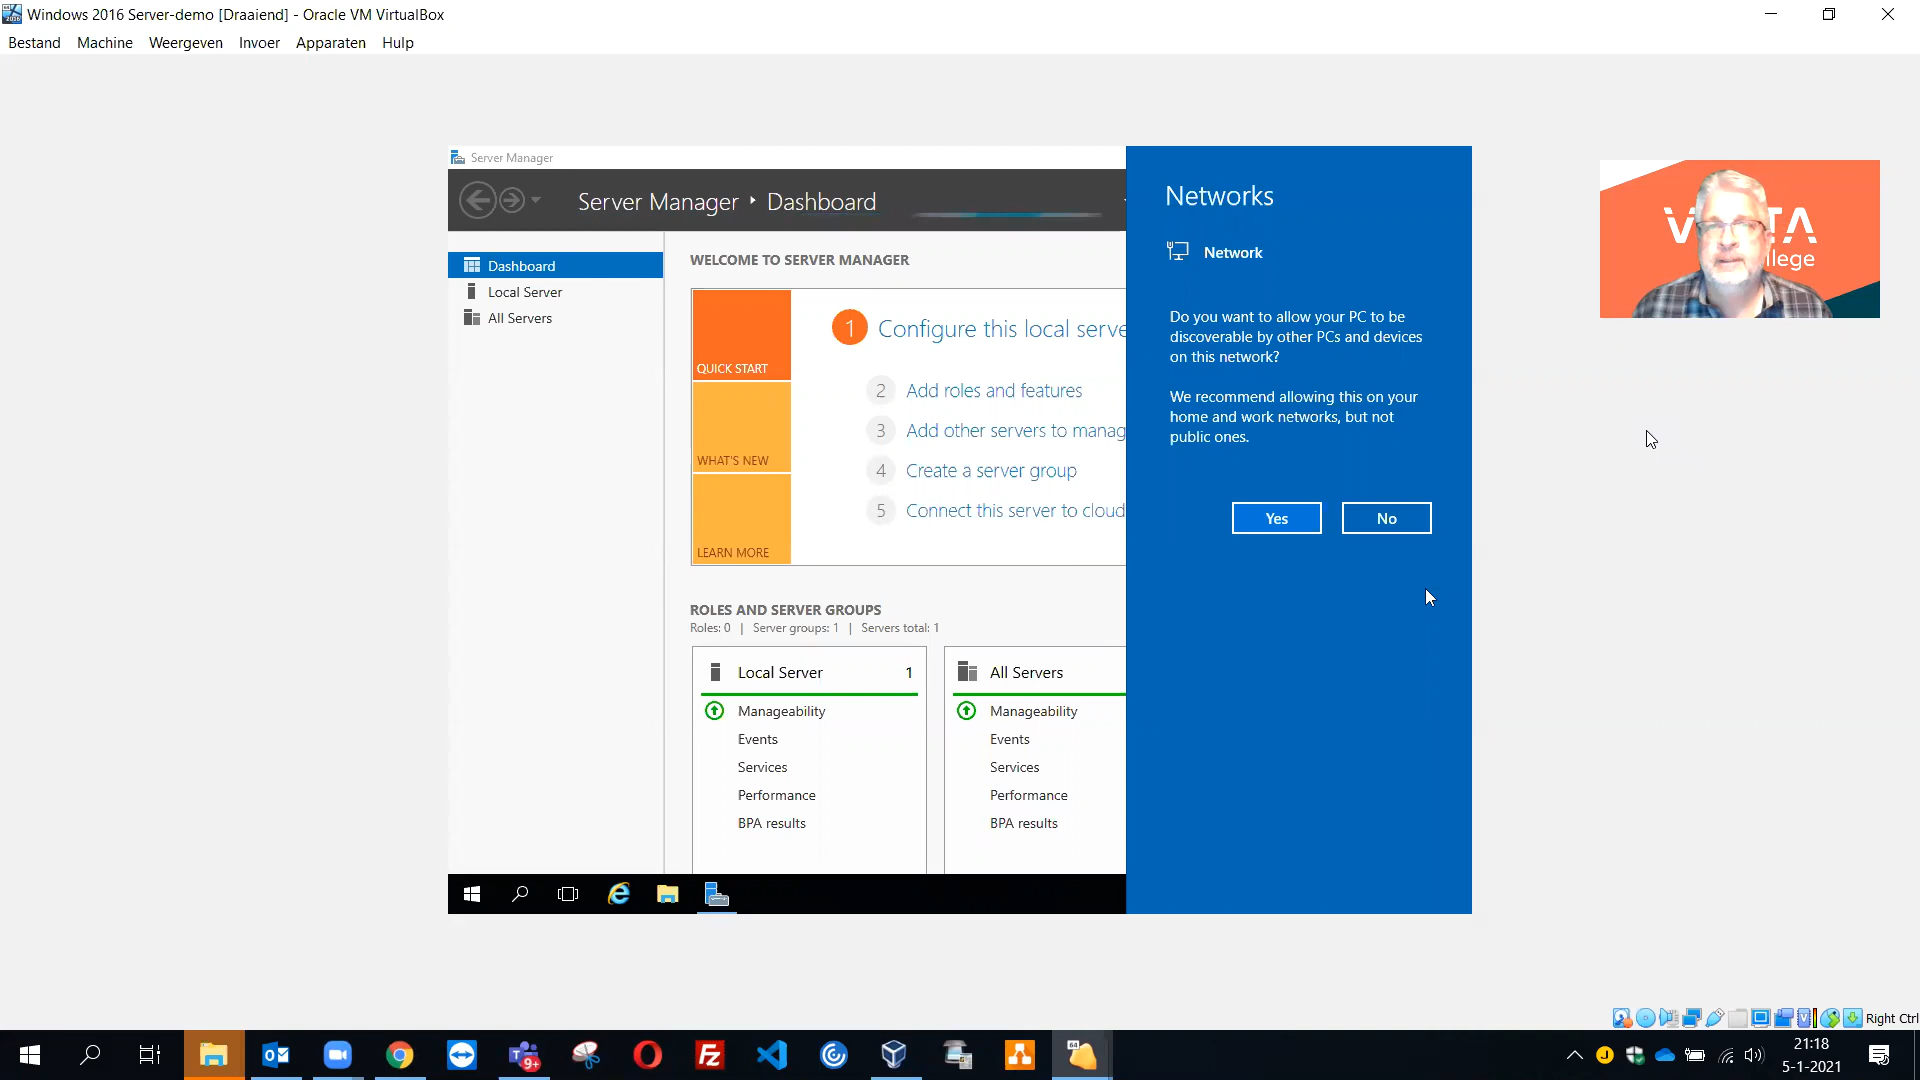 Windows 2016 Server-demo [Draaiend] - Oracle VM VirtualBox
Bestand Machine Weergeven Invoer Apparaten Hulp
Server Manager
Server Manager Dashboard
Dashboard
Local Server
All Servers
WELCOME TO SERVER MANAGER
QUICK START
WHAT'S NEW
LEARN MORE
1 Configure this local serve
2 Add roles and features
3 Add other servers to manag
4 Create a server group
5 Connect this server to cloud
ROLES AND SERVER GROUPS
Roles: 0 | Server groups: 1 | Servers total: 1
Local Server 1
Manageability
Events
Services
Performance
BPA results
All Servers
Manageability
Events
Services
Performance
BPA results
Networks
Network
Do you want to allow your PC to be
discoverable by other PCs and devices
on this network?
We recommend allowing this on your
home and work networks, but not
public ones.
Yes No
Right Ctrl
9+
64
J
21:18
5-1-2021